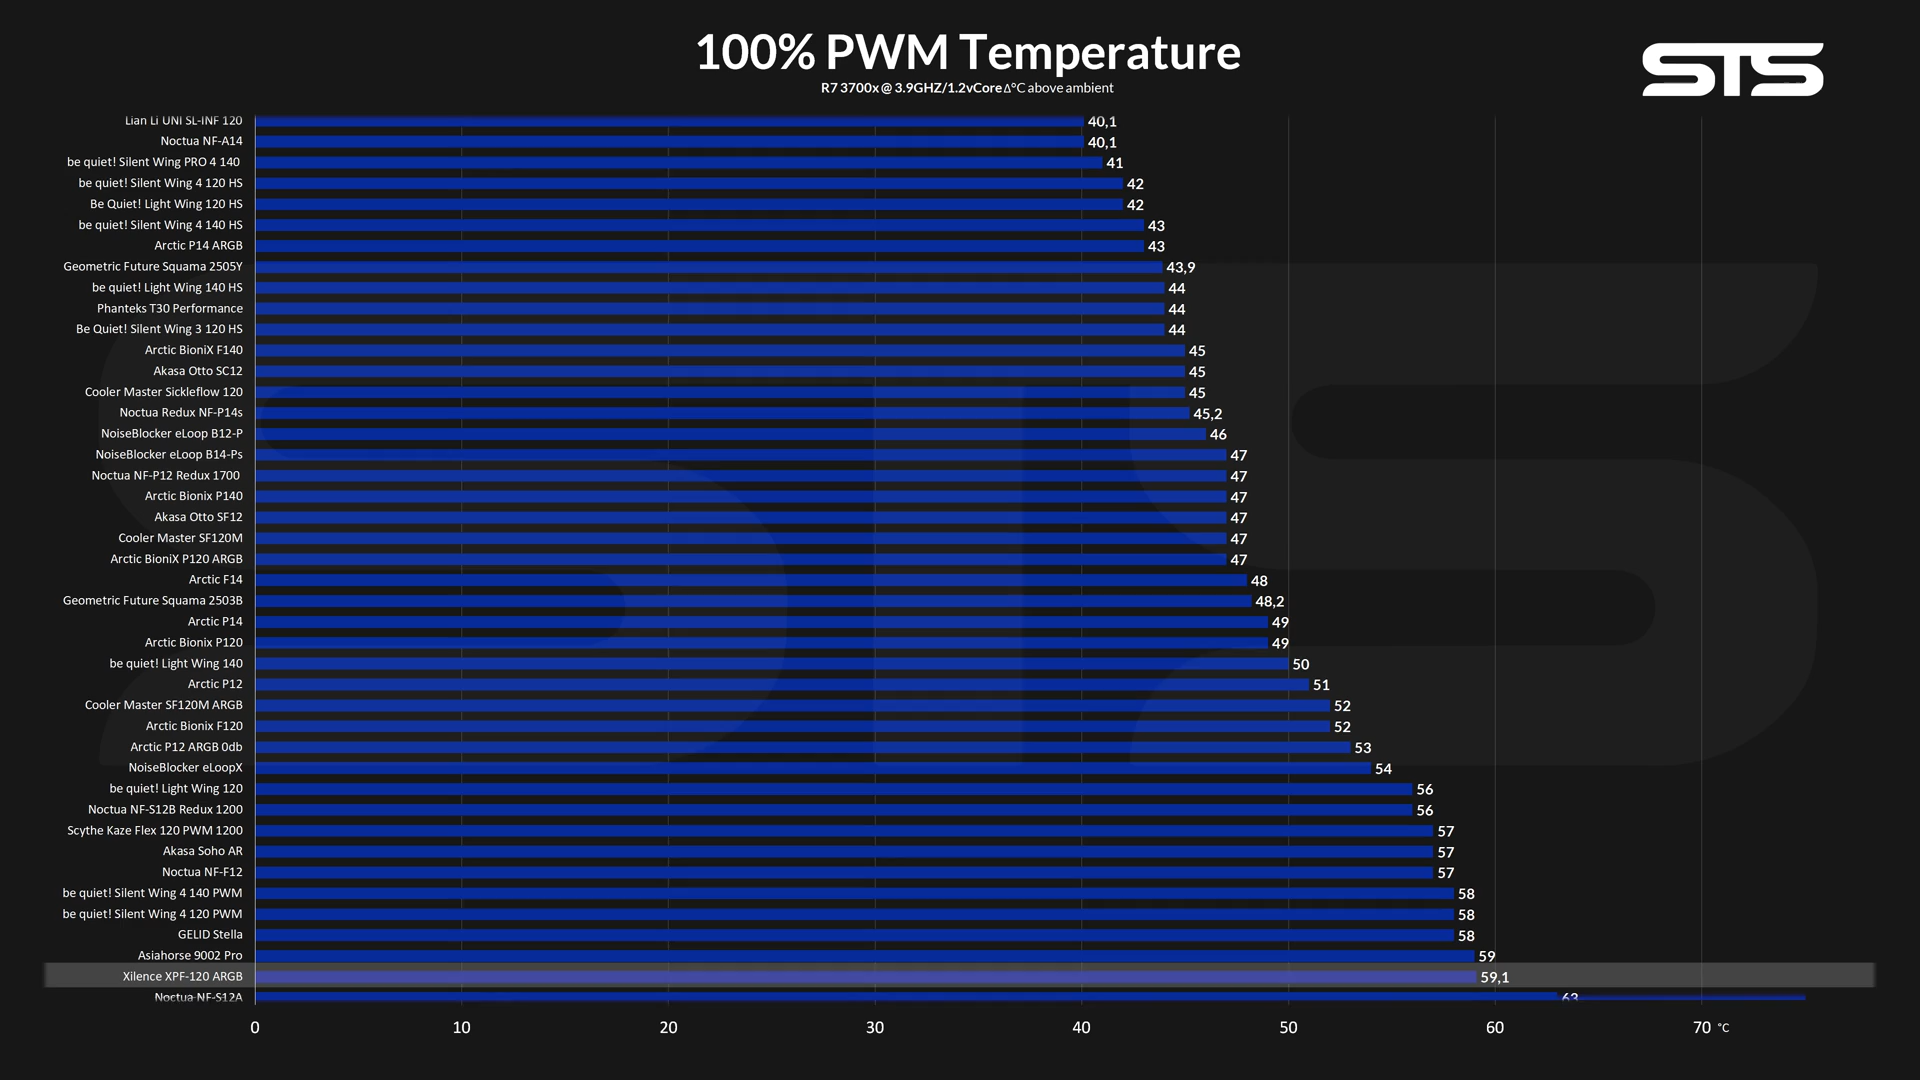 100% PWM Temperature
R7 3700x @ 3.9GHZ/1.2vCore Δ°C above ambient
STS
Lian Li UNI SL-INF 120 40,1
Noctua NF-A14 40,1
be quiet! Silent Wing PRO 4 140 41
be quiet! Silent Wing 4 120 HS 42
Be Quiet! Light Wing 120 HS 42
be quiet! Silent Wing 4 140 HS 43
Arctic P14 ARGB 43
Geometric Future Squama 2505Y 43,9
be quiet! Light Wing 140 HS 44
Phanteks T30 Performance 44
Be Quiet! Silent Wing 3 120 HS 44
Arctic BioniX F140 45
Akasa Otto SC12 45
Cooler Master Sickleflow 120 45
Noctua Redux NF-P14s 45,2
NoiseBlocker eLoop B12-P 46
NoiseBlocker eLoop B14-Ps 47
Noctua NF-P12 Redux 1700 47
Arctic Bionix P140 47
Akasa Otto SF12 47
Cooler Master SF120M 47
Arctic BioniX P120 ARGB 47
Arctic F14 48
Geometric Future Squama 2503B 48,2
Arctic P14 49
Arctic Bionix P120 49
be quiet! Light Wing 140 50
Arctic P12 51
Cooler Master SF120M ARGB 52
Arctic Bionix F120 52
Arctic P12 ARGB 0db 53
NoiseBlocker eLoopX 54
be quiet! Light Wing 120 56
Noctua NF-S12B Redux 1200 56
Scythe Kaze Flex 120 PWM 1200 57
Akasa Soho AR 57
Noctua NF-F12 57
be quiet! Silent Wing 4 140 PWM 58
be quiet! Silent Wing 4 120 PWM 58
GELID Stella 58
Asiahorse 9002 Pro 59
Xilence XPF-120 ARGB 59,1
Noctua NF-S12A 63
0 10 20 30 40 50 60 70 °C